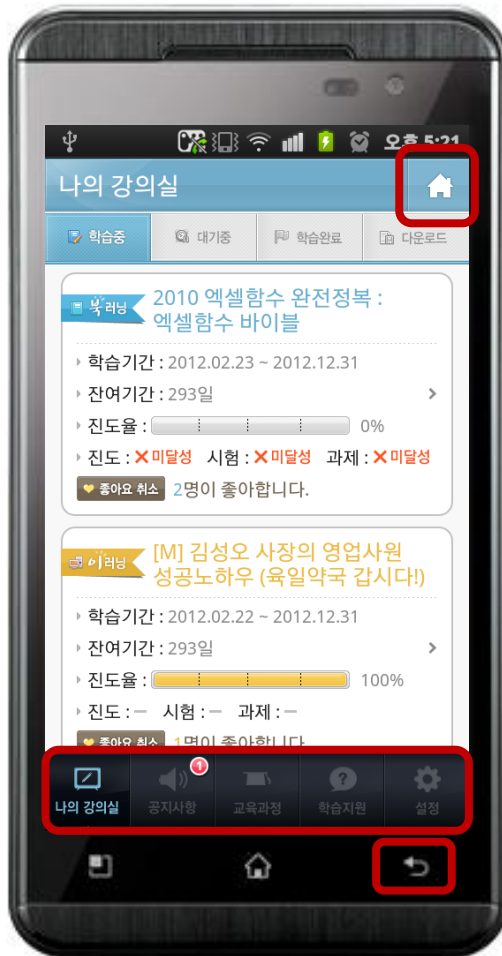 오후 5:21
나의 강의실
학습중 대기중 학습완료 다운로드
북러닝 2010 엑셀함수 완전정복 :
엑셀함수 바이블
학습기간 : 2012.02.23 ~ 2012.12.31
잔여기간 : 293일
진도율 : 0%
진도 : 미달성 시험 : 미달성 과제 : 미달성
좋아요 취소 2명이 좋아합니다.
이러닝 [M] 김성오 사장의 영업사원
성공노하우 (육일약국 갑시다!)
학습기간 : 2012.02.22 ~ 2012.12.31
잔여기간 : 293일
진도율 : 100%
진도 : – 시험 : – 과제 : –
좋아요 취소 1명이 좋아합니다
1
나의 강의실 공지사항 교육과정 학습지원 설정